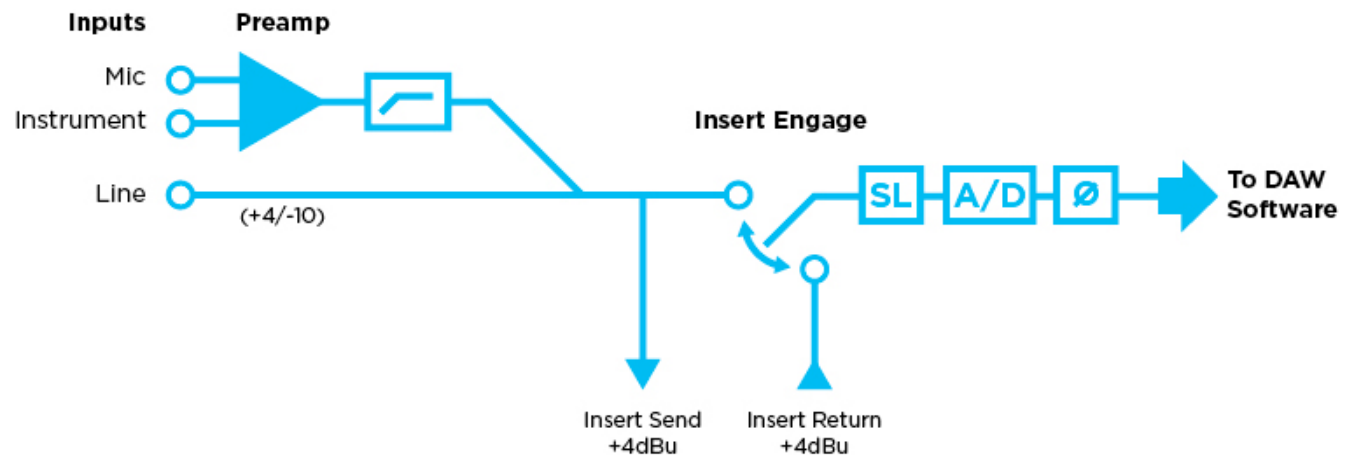 Inputs
Preamp
Mic
Instrument
Line
(+4/-10)
Insert Engage
SL
A/D
Ø
To DAW
Software
Insert Send
+4dBu
Insert Return
+4dBu